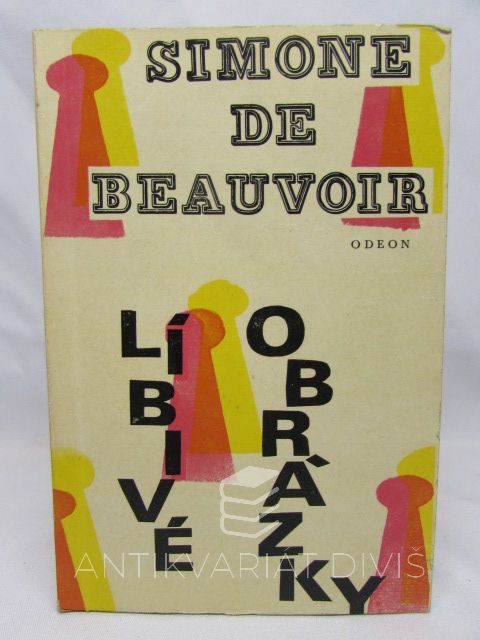 SIMONE
DE
BEAUVOIR
ODEON
LÍBIVÉ
OBRÁZKY
ANTIKVARIÁT DIVIŠ